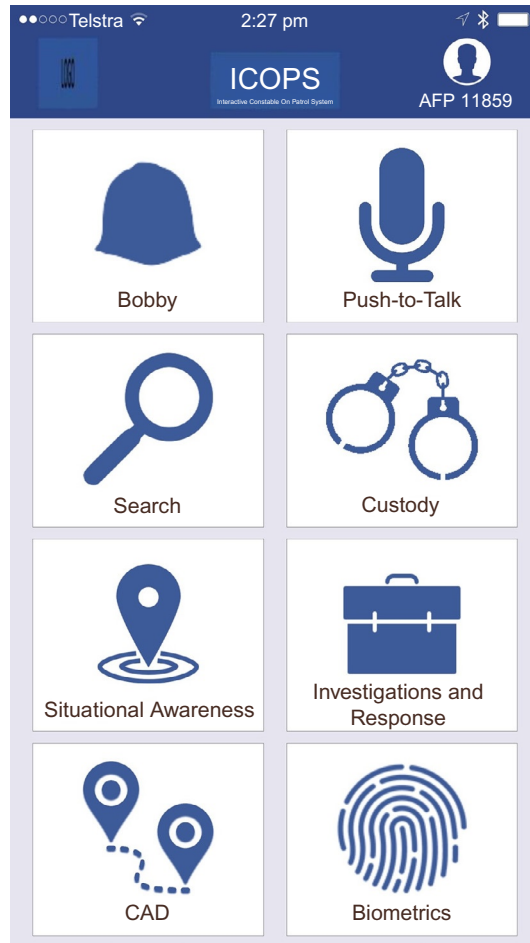 Telstra 2:27 pm
LOGO
ICOPS
Interactive Constable On Patrol System
AFP 11859
Bobby
Push-to-Talk
Search
Custody
Situational Awareness
Investigations and
Response
CAD
Biometrics